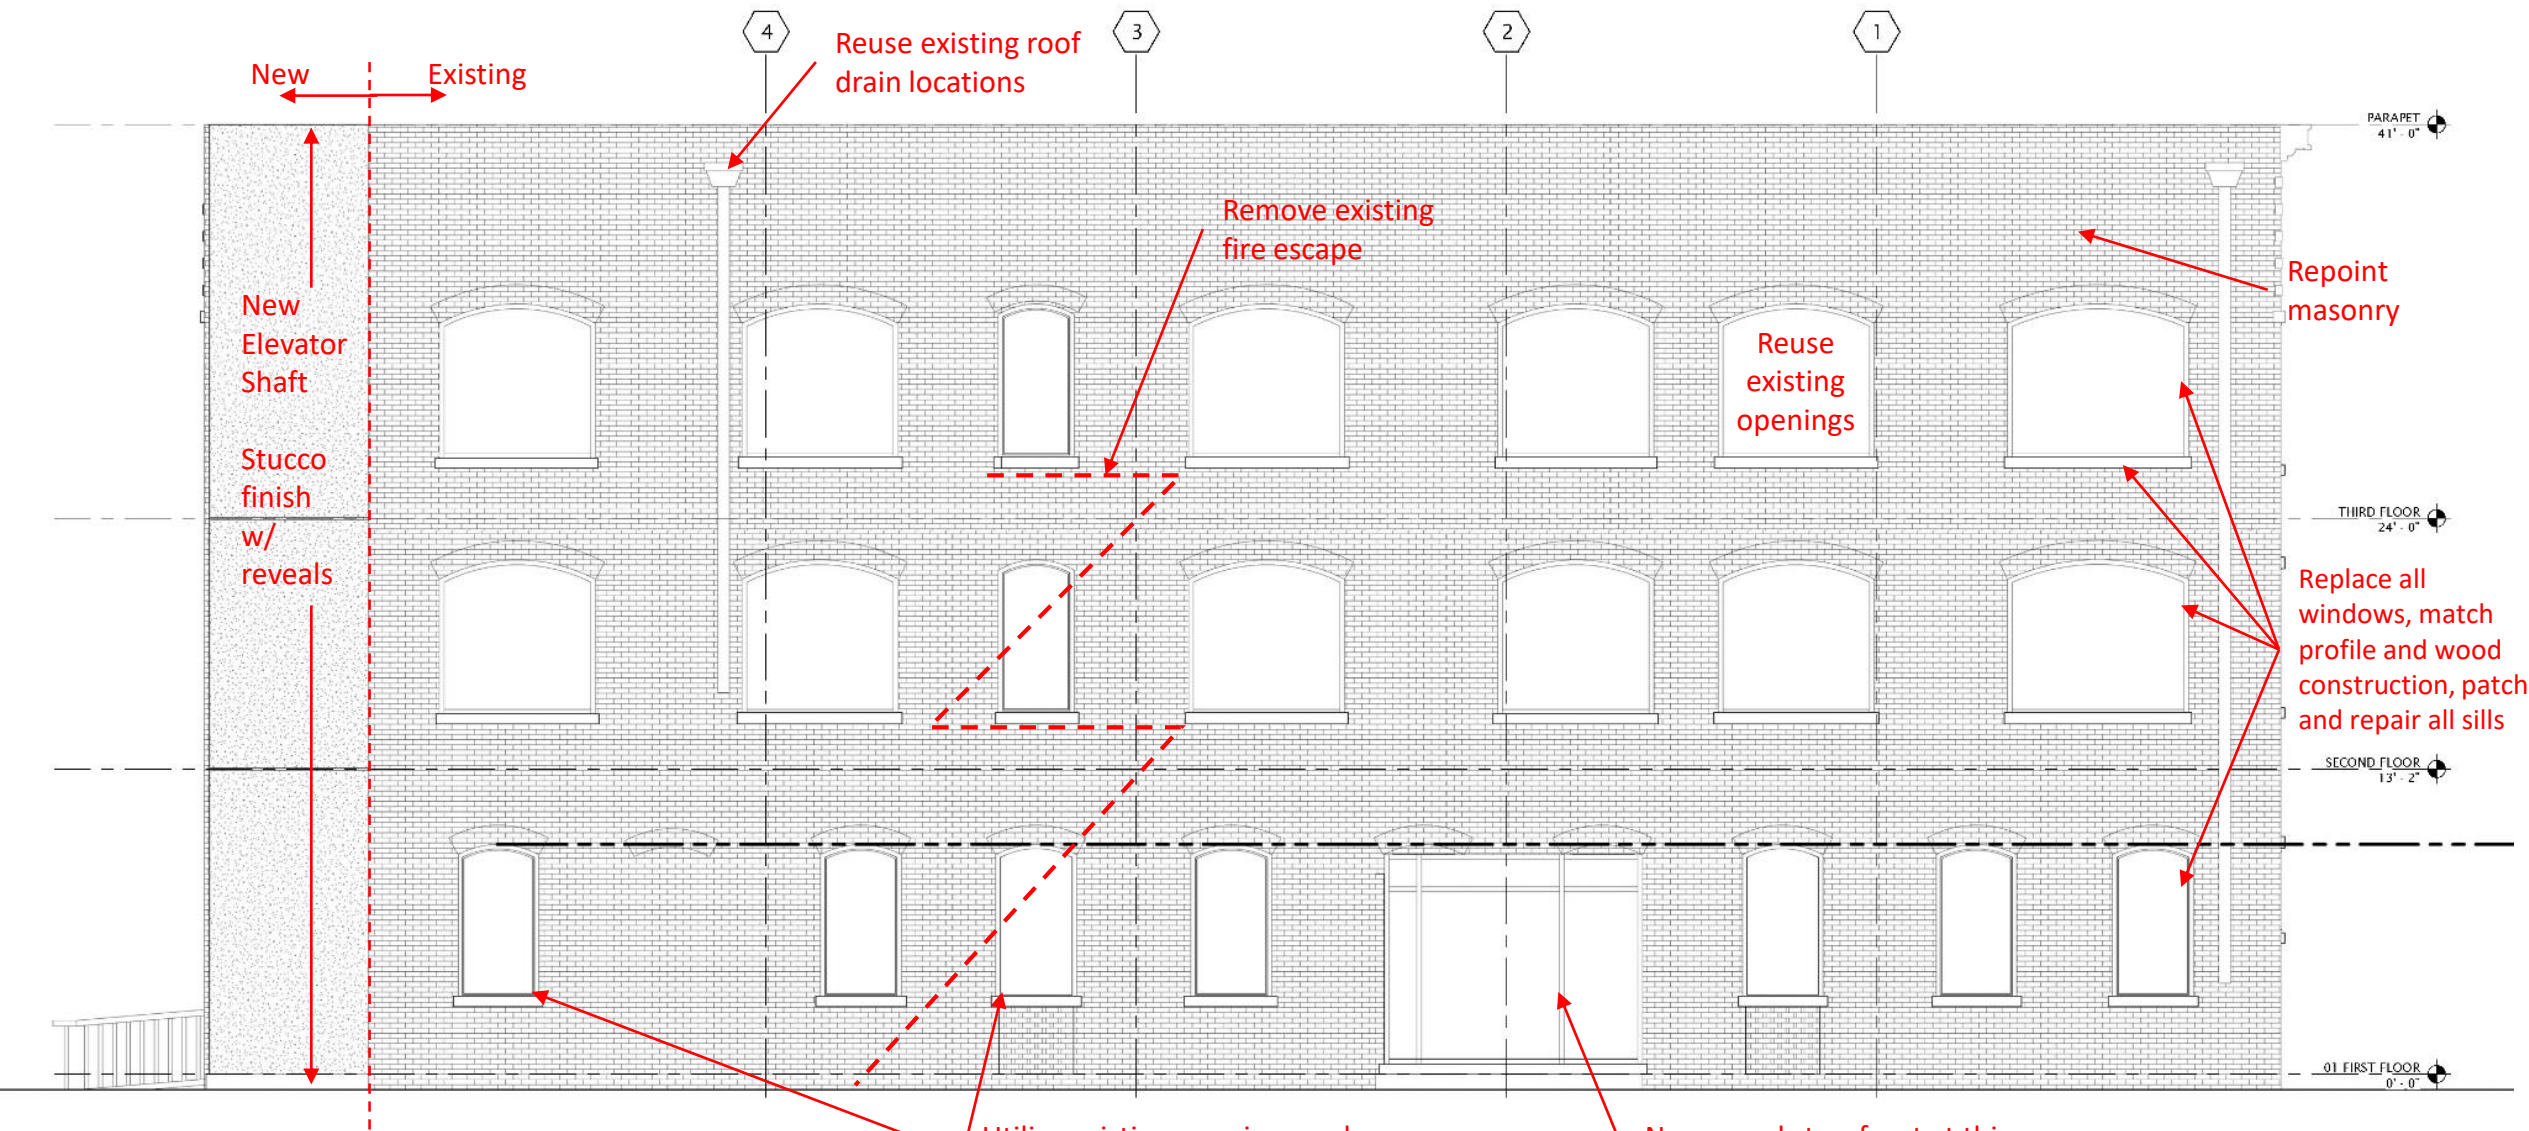 4
3
2
1
New
Existing
Reuse existing roof
drain locations
PARAPET
41' - 0"
Remove existing
fire escape
Repoint
masonry
New
Elevator
Shaft
Reuse
existing
openings
Stucco
finish
w/
reveals
THIRD FLOOR
24' - 0"
Replace all
windows, match
profile and wood
construction, patch
and repair all sills
SECOND FLOOR
13' - 2"
01 FIRST FLOOR
0' - 0"